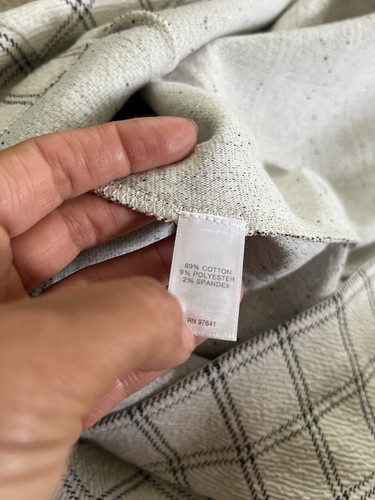 89% COTTON
9% POLYESTER
2% SPANDEX
RN 97641